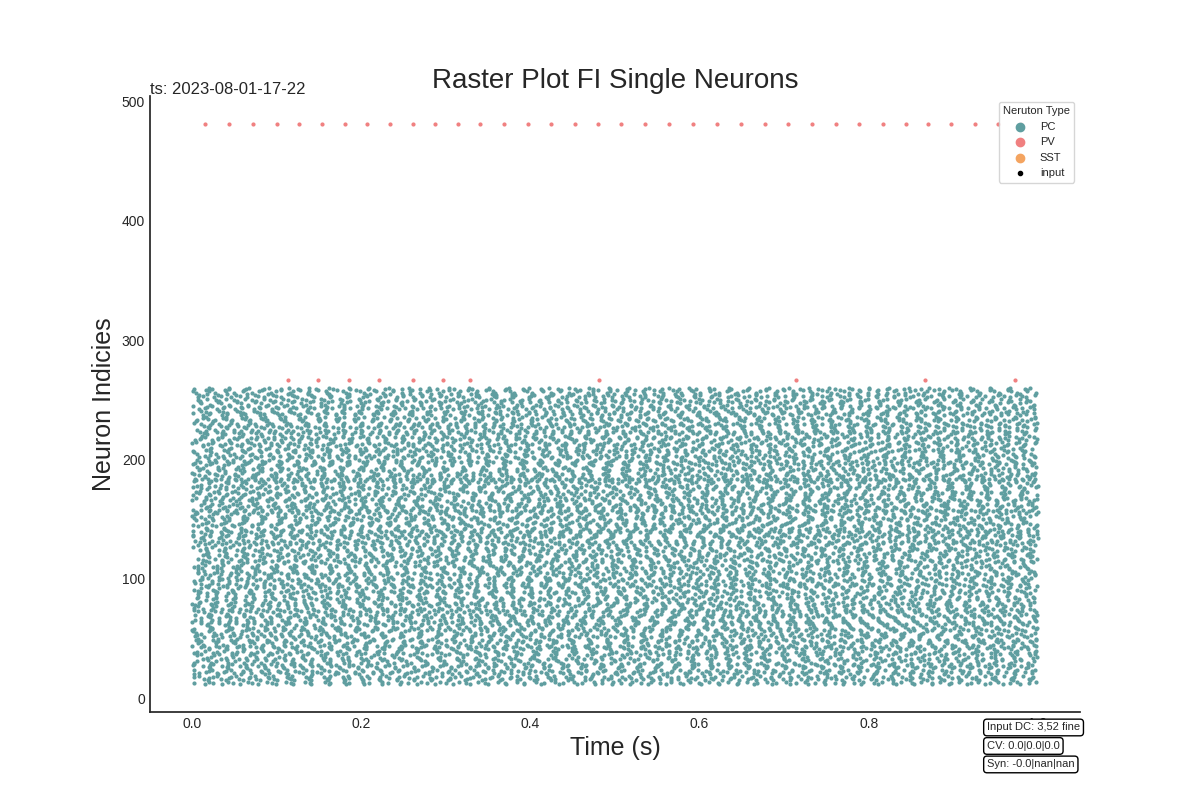 Raster Plot FI Single Neurons
ts: 2023-08-01-17-22
500
400
300
200
100
0
Neuron Indicies
Neruton Type
PC
PV
SST
input
0.0
0.2
0.4
0.6
0.8
Time (s)
Input DC: 3,52 fine
CV: 0.0|0.0|0.0
Syn: -0.0|nan|nan